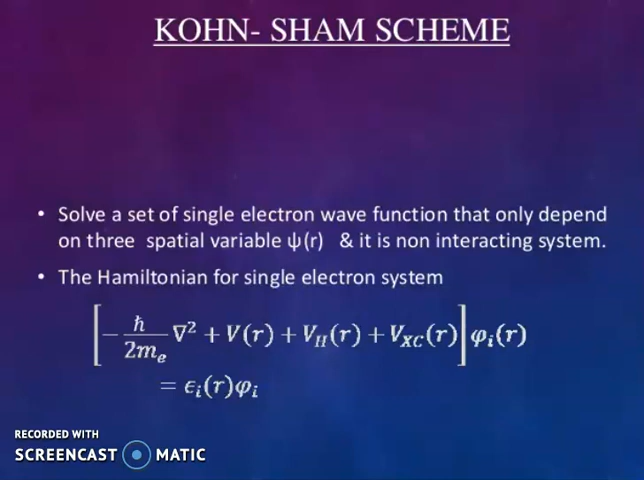 KOHN- SHAM SCHEME
• Solve a set of single electron wave function that only depend
on three spatial variable ψ(r) & it is non interacting system.
• The Hamiltonian for single electron system
[-ħ/2mₑ ∇² + V(r) + V_H(r) + V_XC(r)] φᵢ(r)
= ϵᵢ(r)φᵢ
RECORDED WITH
SCREENCAST MATIC